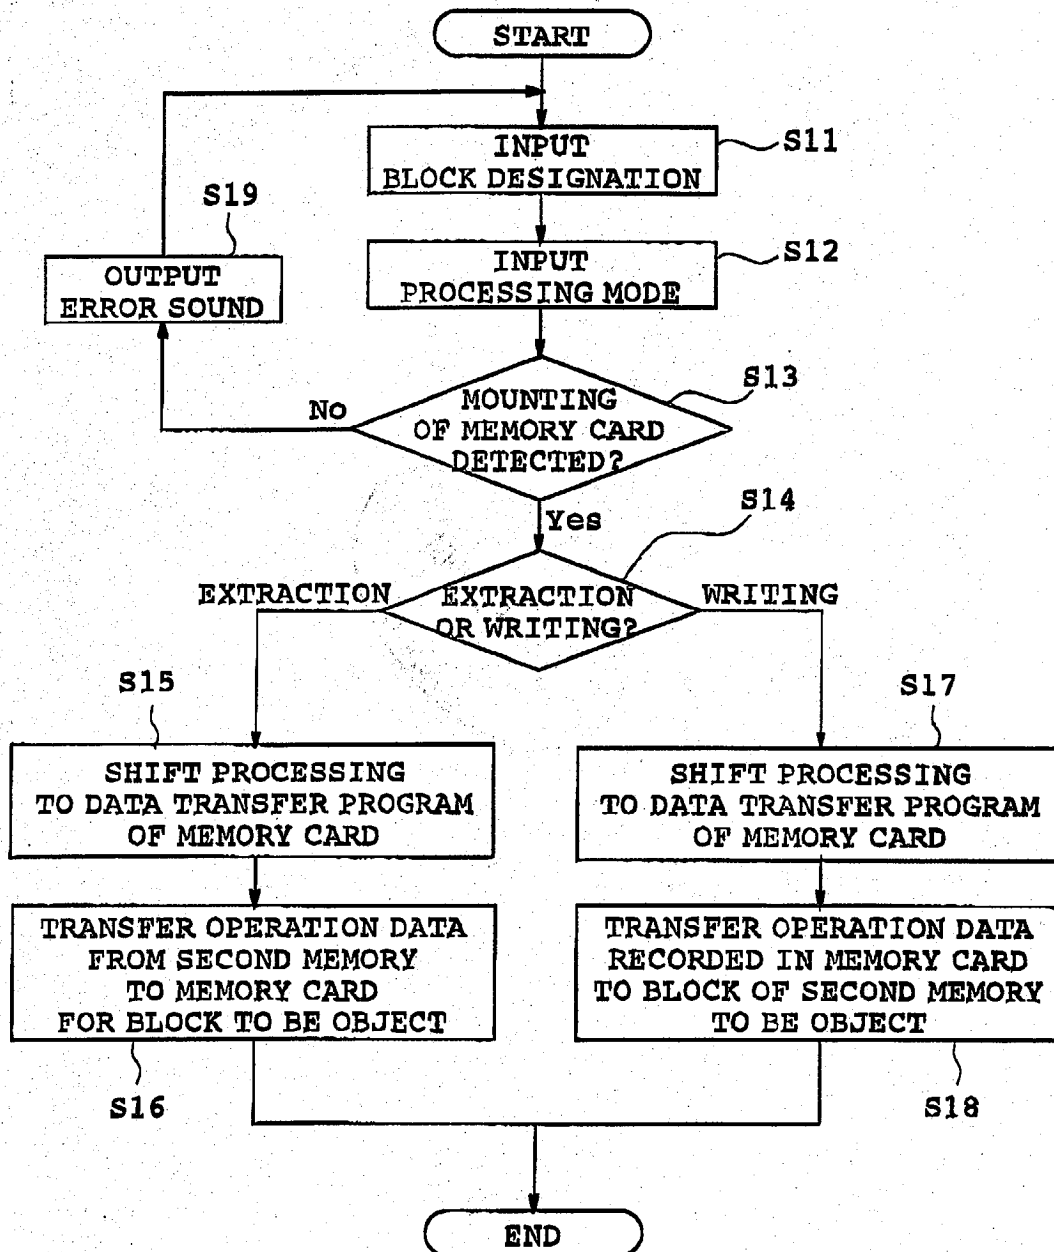 START
INPUT
BLOCK DESIGNATION
S11
S19
OUTPUT
ERROR SOUND
INPUT
PROCESSING MODE
S12
MOUNTING
OF MEMORY CARD
DETECTED?
S13
No
Yes
S14
EXTRACTION
EXTRACTION
OR WRITING?
WRITING
S15
S17
SHIFT PROCESSING
TO DATA TRANSFER PROGRAM
OF MEMORY CARD
SHIFT PROCESSING
TO DATA TRANSFER PROGRAM
OF MEMORY CARD
TRANSFER OPERATION DATA
FROM SECOND MEMORY
TO MEMORY CARD
FOR BLOCK TO BE OBJECT
TRANSFER OPERATION DATA
RECORDED IN MEMORY CARD
TO BLOCK OF SECOND MEMORY
TO BE OBJECT
S16
S18
END